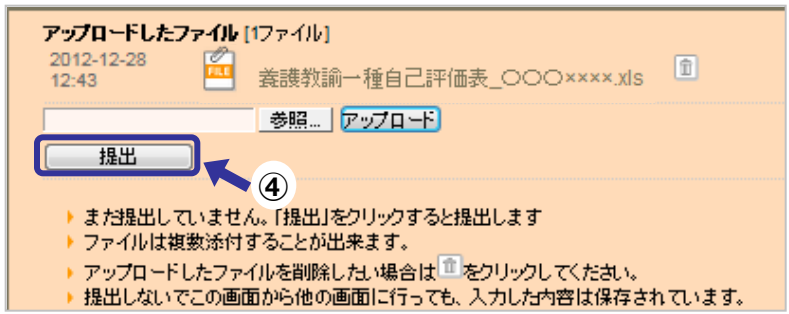 アップロードしたファイル [1ファイル]
2012-12-28
12:43
FILE
養護教諭一種自己評価表_〇〇〇××××.xls
参照... アップロード
提出
④
まだ提出していません。「提出」をクリックすると提出します
ファイルは複数添付することが出来ます。
アップロードしたファイルを削除したい場合は をクリックしてください。
提出しないでこの画面から他の画面に行っても、入力した内容は保存されています。